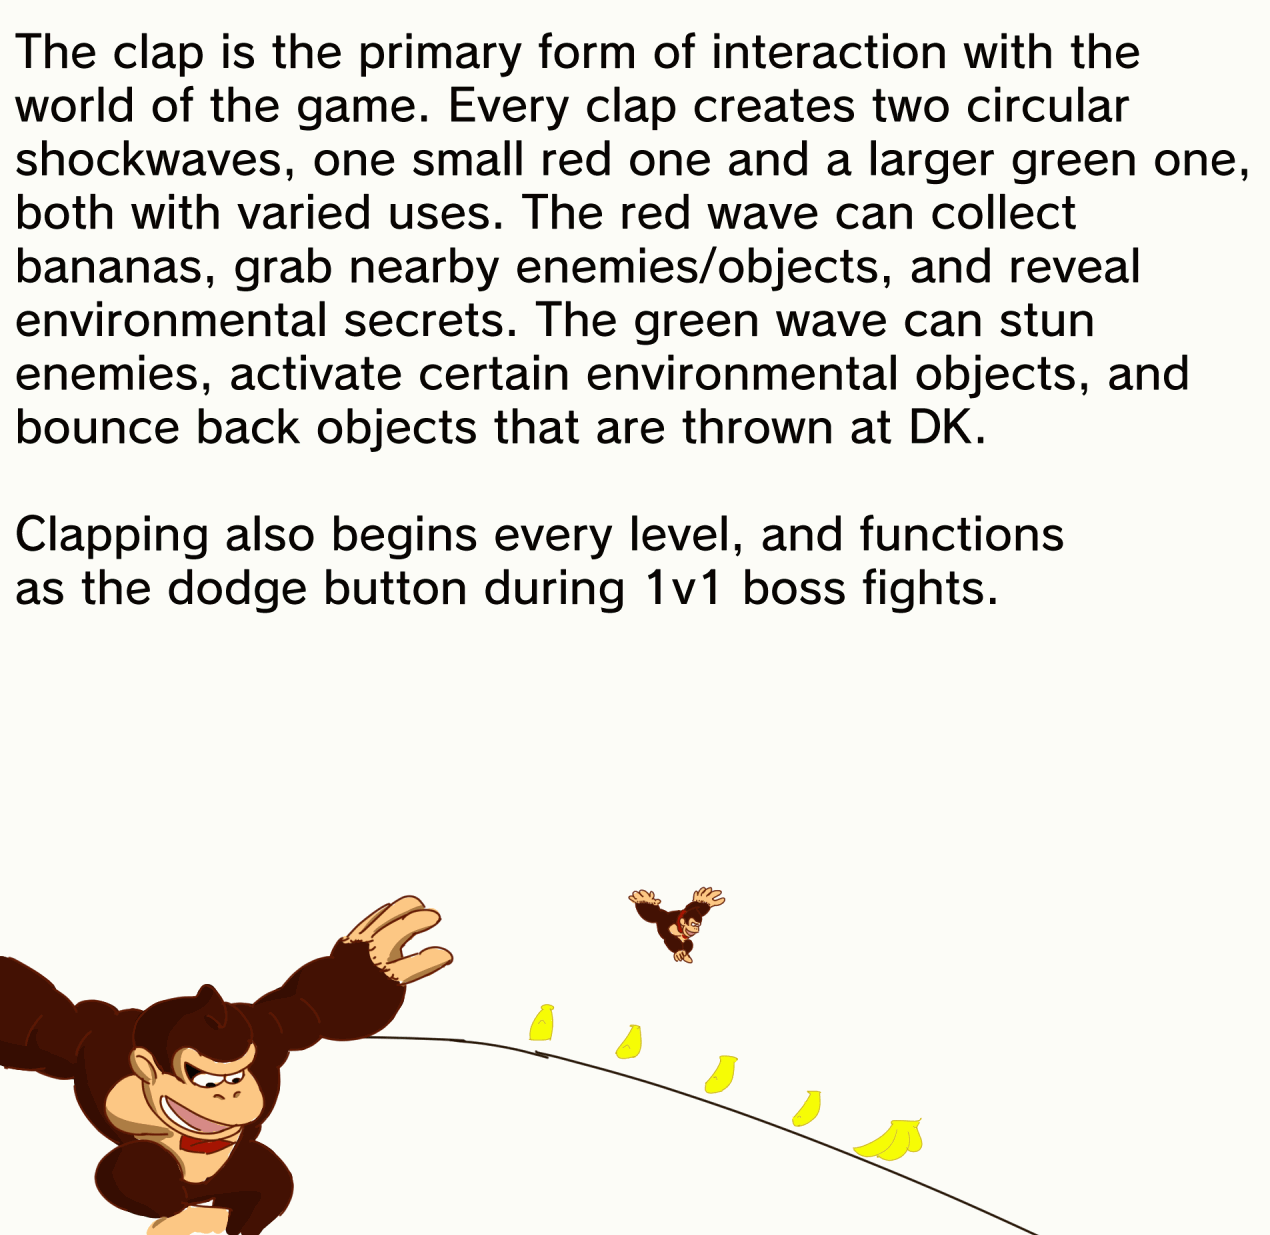 The clap is the primary form of interaction with the
world of the game. Every clap creates two circular
shockwaves, one small red one and a larger green one,
both with varied uses. The red wave can collect
bananas, grab nearby enemies/objects, and reveal
environmental secrets. The green wave can stun
enemies, activate certain environmental objects, and
bounce back objects that are thrown at DK.
Clapping also begins every level, and functions
as the dodge button during 1v1 boss fights.